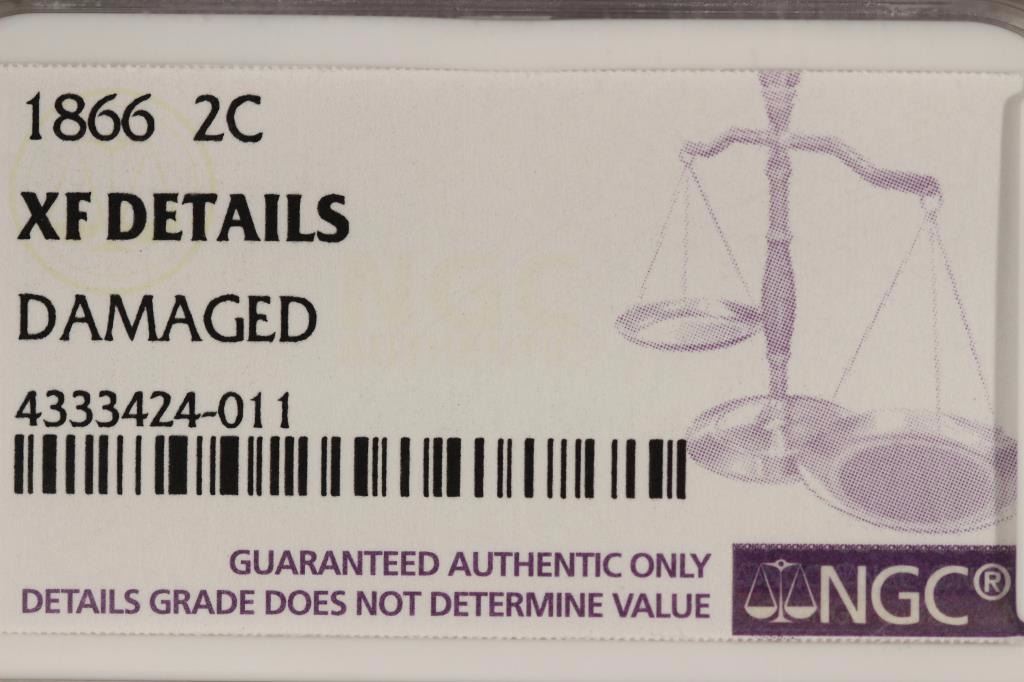 1866 2C
XF DETAILS
DAMAGED
4333424-011
GUARANTEED AUTHENTIC ONLY
DETAILS GRADE DOES NOT DETERMINE VALUE
NGC®